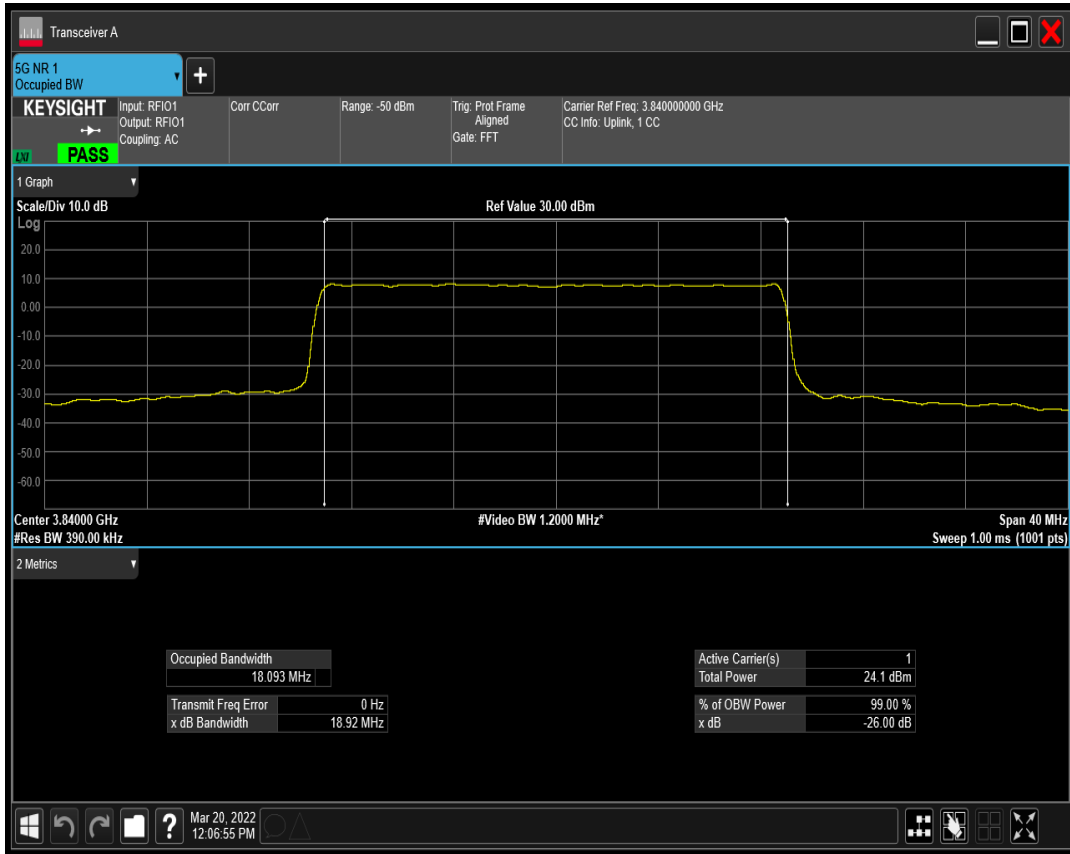 Transceiver A
5G NR 1
Occupied BW
+
KEYSIGHT
LXI
PASS
Input: RFIO1
Output: RFIO1
Coupling: AC
Corr CCorr
Range: -50 dBm
Trig: Prot Frame
Aligned
Gate: FFT
Carrier Ref Freq: 3.840000000 GHz
CC Info: Uplink, 1 CC
1 Graph
Scale/Div 10.0 dB
Ref Value 30.00 dBm
Log
20.0
10.0
0.00
-10.0
-20.0
-30.0
-40.0
-50.0
-60.0
Center 3.84000 GHz
#Video BW 1.2000 MHz*
Span 40 MHz
#Res BW 390.00 kHz
Sweep 1.00 ms (1001 pts)
2 Metrics
Occupied Bandwidth
18.093 MHz
Transmit Freq Error 0 Hz
x dB Bandwidth 18.92 MHz
Active Carrier(s) 1
Total Power 24.1 dBm
% of OBW Power 99.00 %
x dB -26.00 dB
?
Mar 20, 2022
12:06:55 PM